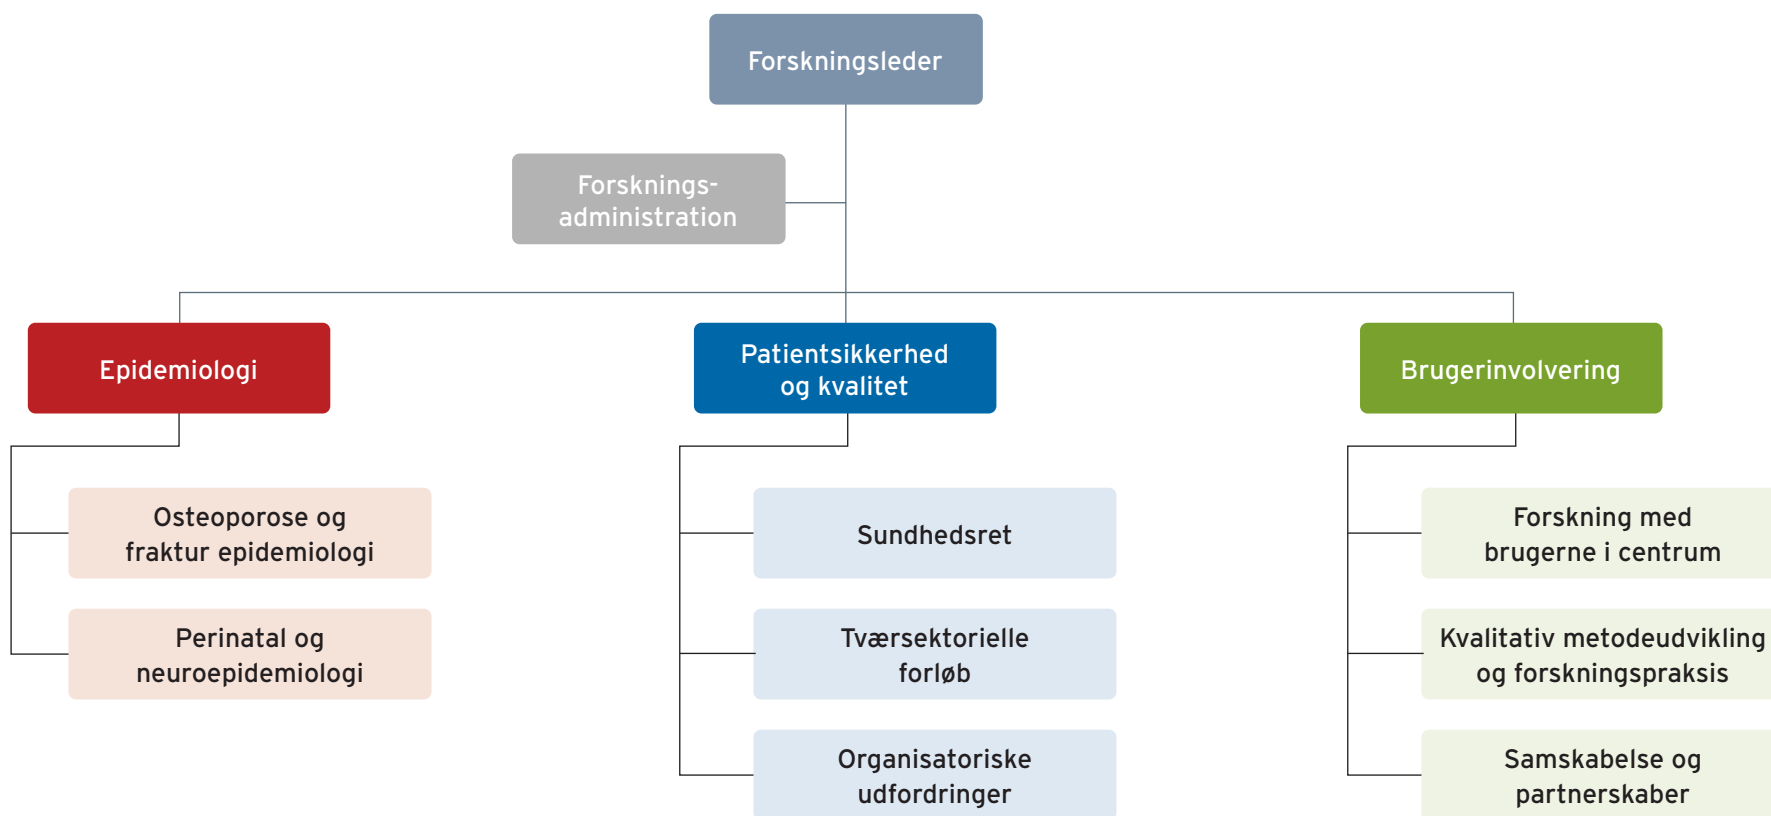 Forskningsleder
Forsknings-
administration
Epidemiologi
Patientsikkerhed
og kvalitet
Brugerinvolvering
Osteoporose og
fraktur epidemiologi
Perinatal og
neuroepidemiologi
Sundhedsret
Tværsektorielle
forløb
Organisatoriske
udfordringer
Forskning med
brugerne i centrum
Kvalitativ metodeudvikling
og forskningspraksis
Samskabelse og
partnerskaber